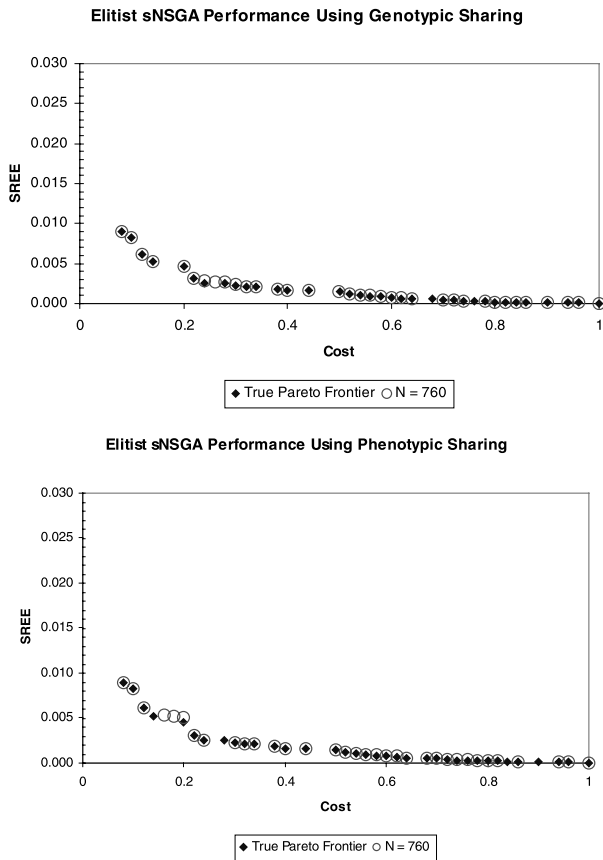 Elitist sNSGA Performance Using Genotypic Sharing
0.030
0.025
0.020
0.015
0.010
0.005
0.000
SREE
0 0.2 0.4 0.6 0.8 1
Cost
True Pareto Frontier N = 760
Elitist sNSGA Performance Using Phenotypic Sharing
0.030
0.025
0.020
0.015
0.010
0.005
0.000
SREE
0 0.2 0.4 0.6 0.8 1
Cost
True Pareto Frontier N = 760